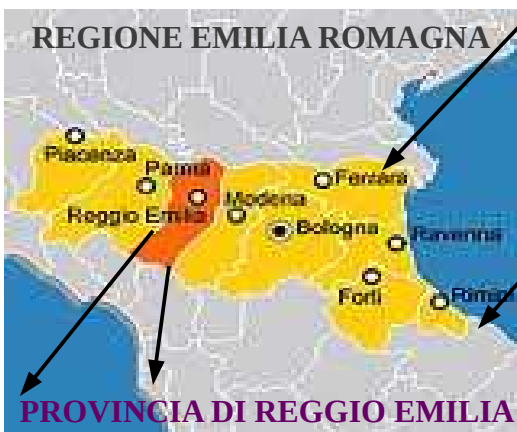 REGIONE EMILIA ROMAGNA
Piacenza
Parma
Ferrara
Reggio Emilia
Modena
Bologna
Ravenna
Forlì
Rimini
PROVINCIA DI REGGIO EMILIA